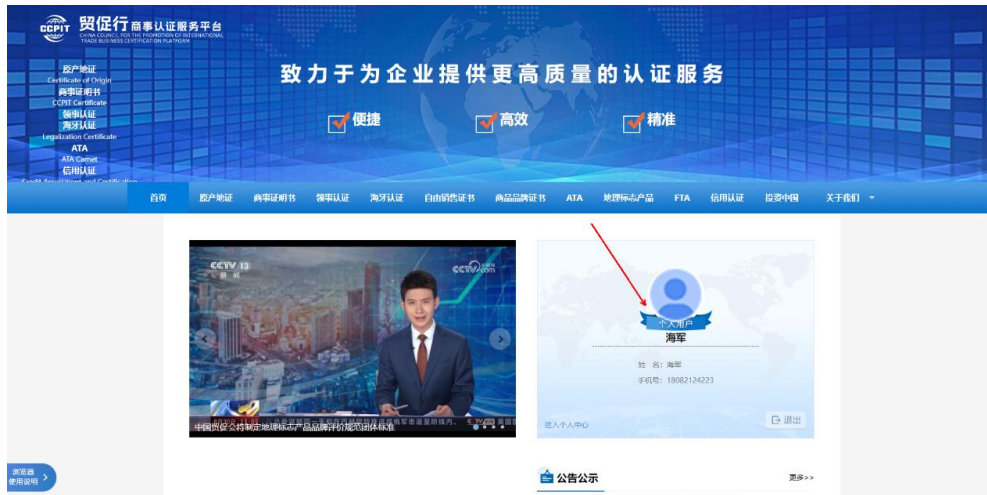 CCPIT 贸促行 商事认证服务平台
CHINA COUNCIL FOR THE PROMOTION OF INTERNATIONAL
TRADE BUSINESS CERTIFICATION PLATFORM
原产地证
Certificate of Origin
商事证明书
CCPIT Certificate
领事认证
海牙认证
Legalization Certificate
ATA
ATA Carnet
信用认证
Credit Assessment and Certification
致力于为企业提供更高质量的认证服务
便捷 高效 精准
首页 原产地证 商事证明书 领事认证 海牙认证 自由销售证书 商品品牌证书 ATA 地理标志产品 FTA 信用认证 投资中国 关于我们
CCTV 13
新闻
CCTV.com
中国贸促会将制定地理标志产品品牌评价规范团体标准
个人用户
海军
姓 名：海军
手机号：18082124223
进入个人中心
退出
公告公示 更多>>
浏览器
使用说明